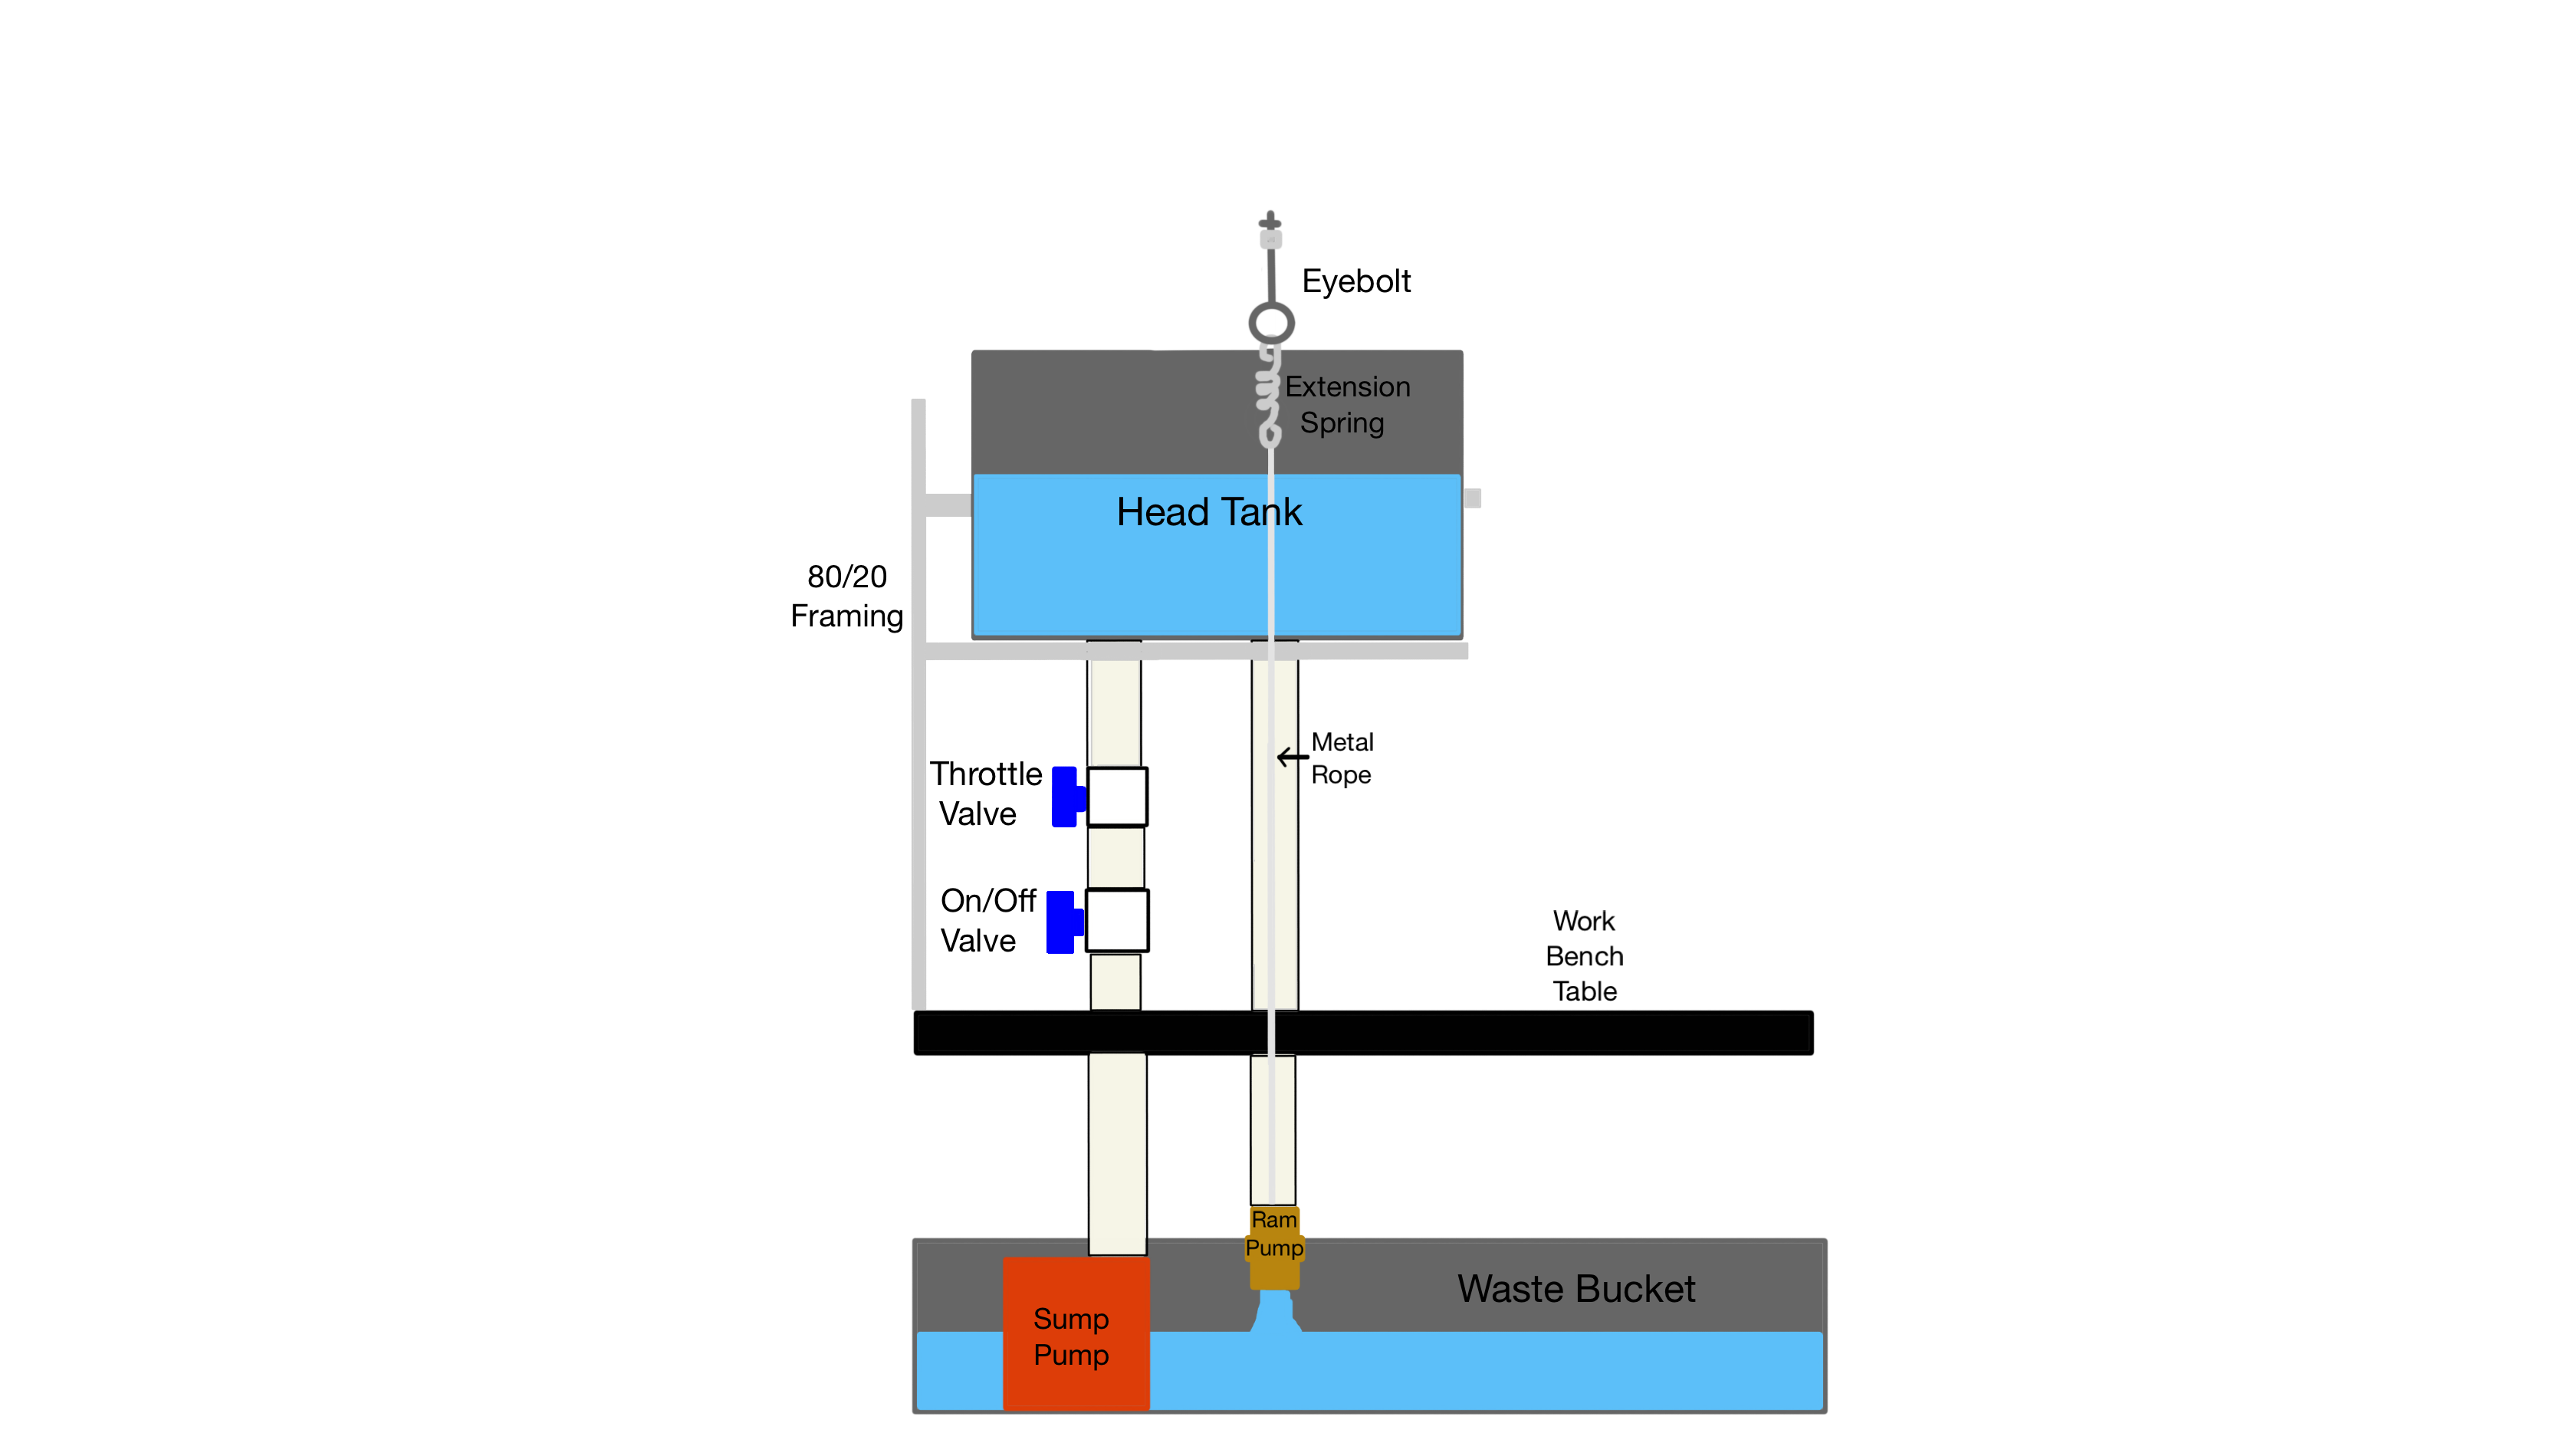 Eyebolt
Extension
Spring
Head Tank
80/20
Framing
Metal
Rope
Throttle
Valve
On/Off
Valve
Work
Bench
Table
Ram
Pump
Waste Bucket
Sump
Pump